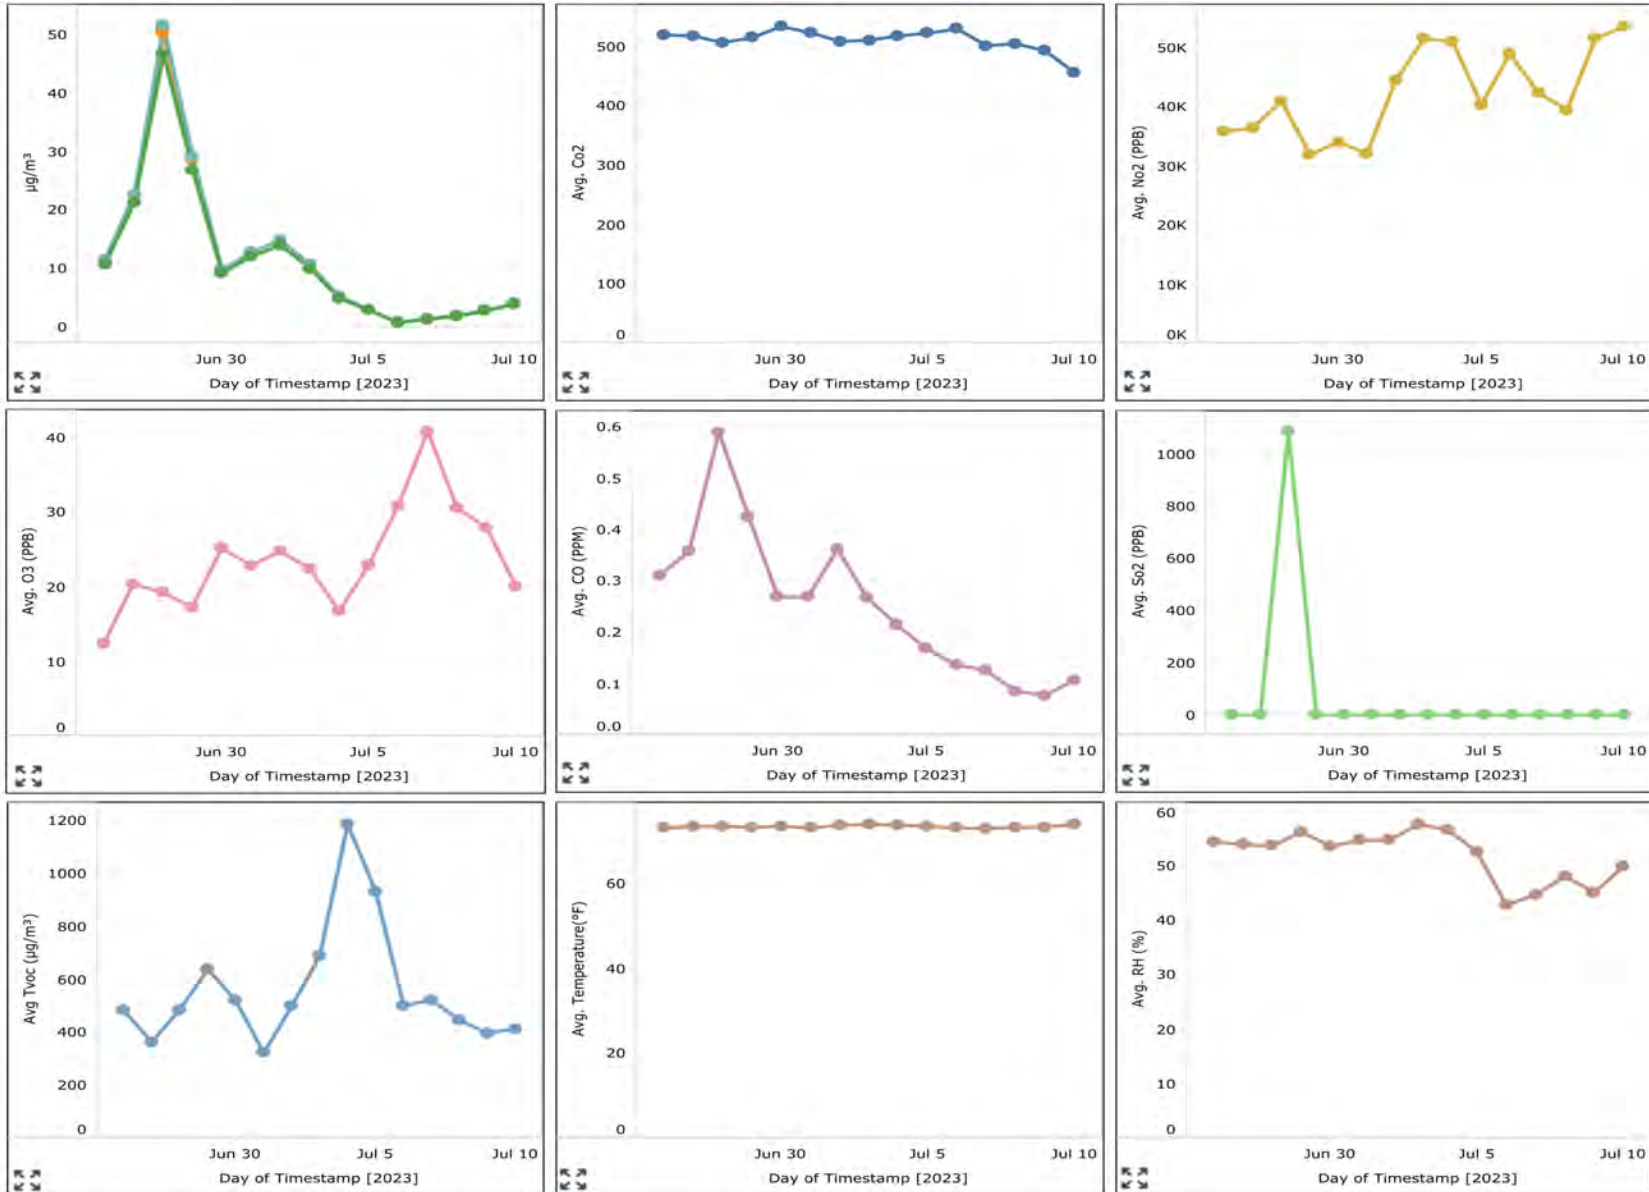 50
40
30
20
10
0
µg/m³
Jun 30 Jul 5 Jul 10
Day of Timestamp [2023]
500
400
300
200
100
0
Avg. Co2
Jun 30 Jul 5 Jul 10
Day of Timestamp [2023]
50K
40K
30K
20K
10K
0K
Avg. No2 (PPB)
Jun 30 Jul 5 Jul 10
Day of Timestamp [2023]
40
30
20
10
0
Avg. O3 (PPB)
Jun 30 Jul 5 Jul 10
Day of Timestamp [2023]
0.6
0.5
0.4
0.3
0.2
0.1
0.0
Avg. CO (PPM)
Jun 30 Jul 5 Jul 10
Day of Timestamp [2023]
1000
800
600
400
200
0
Avg. So2 (PPB)
Jun 30 Jul 5 Jul 10
Day of Timestamp [2023]
1200
1000
800
600
400
200
0
Avg Tvoc (µg/m³)
Jun 30 Jul 5 Jul 10
Day of Timestamp [2023]
60
40
20
0
Avg. Temperature(°F)
Jun 30 Jul 5 Jul 10
Day of Timestamp [2023]
60
50
40
30
20
10
0
Avg. RH (%)
Jun 30 Jul 5 Jul 10
Day of Timestamp [2023]